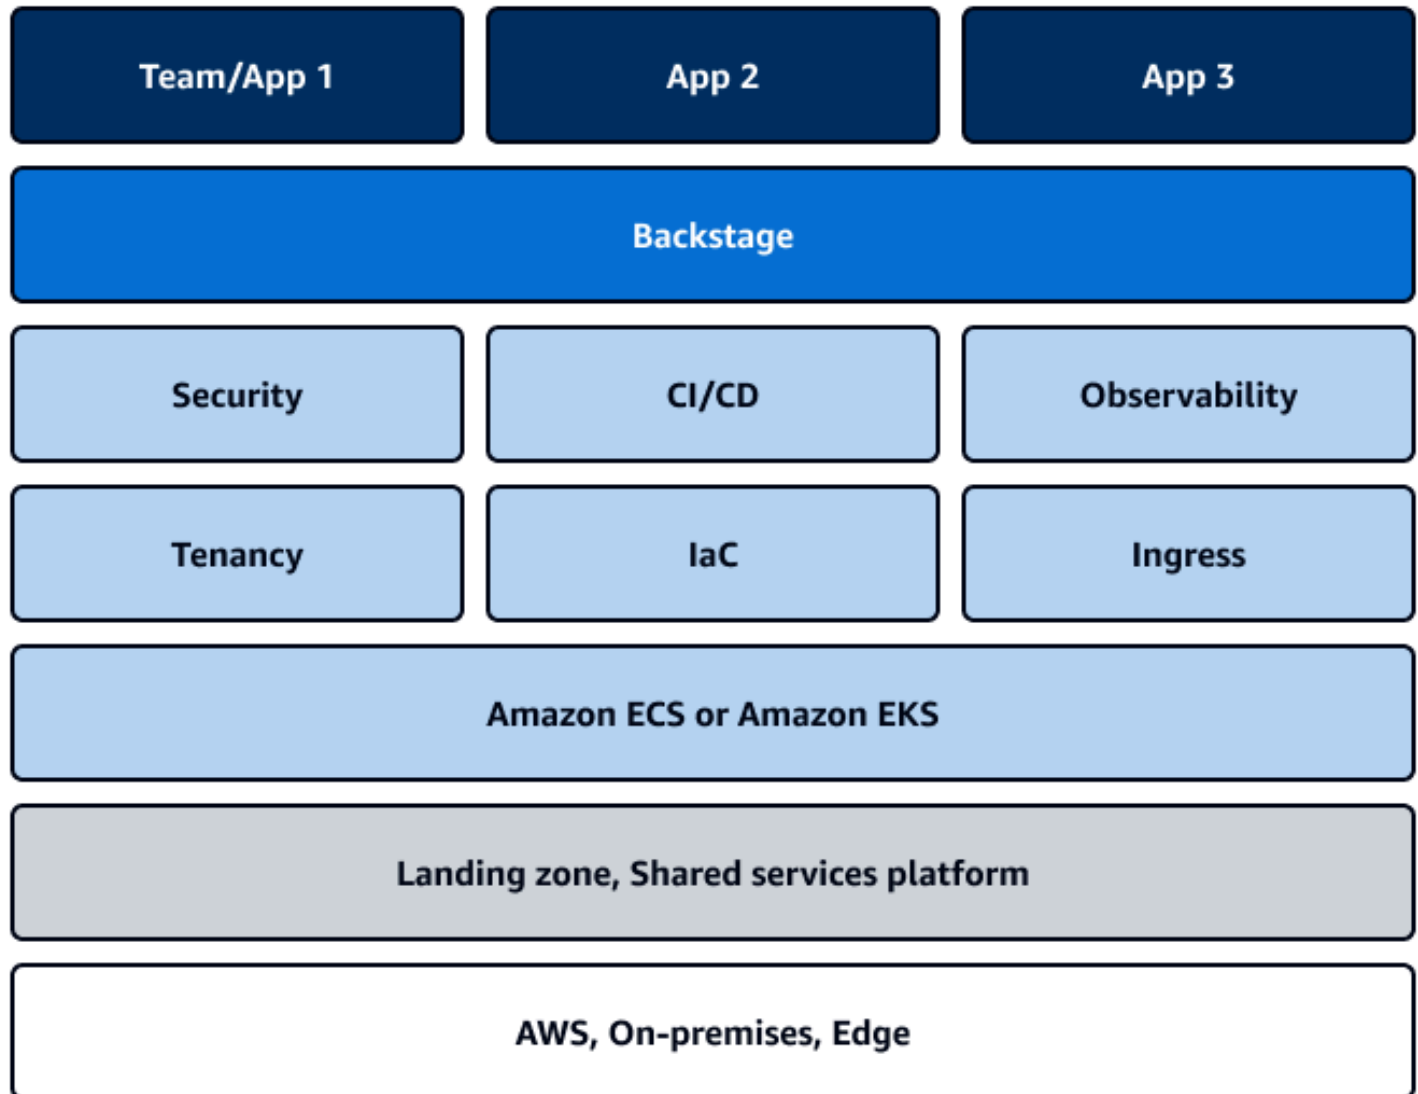 Team/App 1
App 2
App 3
Backstage
Security
CI/CD
Observability
Tenancy
IaC
Ingress
Amazon ECS or Amazon EKS
Landing zone, Shared services platform
AWS, On-premises, Edge